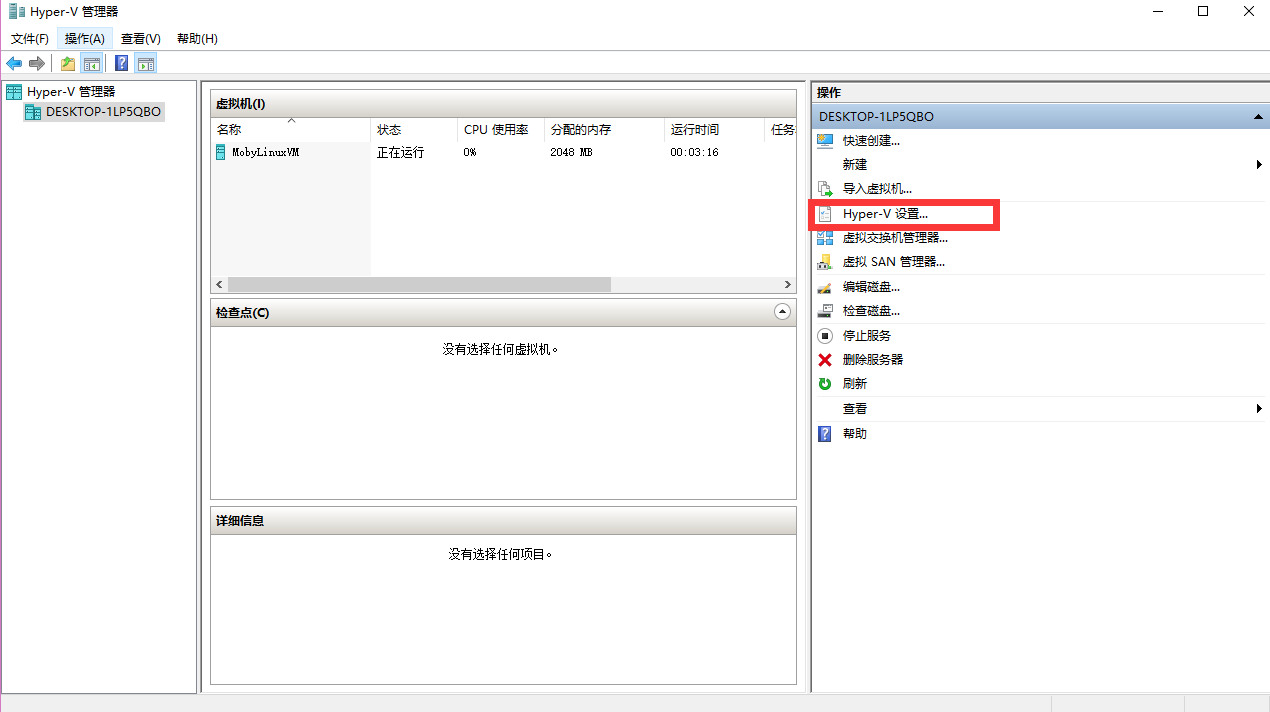 Hyper-V 管理器
文件(F) 操作(A) 查看(V) 帮助(H)
Hyper-V 管理器
DESKTOP-1LP5QBO
虚拟机(I)
名称 状态 CPU 使用率 分配的内存 运行时间 任务
MobyLinuxVM 正在运行 0% 2048 MB 00:03:16
检查点(C)
没有选择任何虚拟机。
详细信息
没有选择任何项目。
操作
DESKTOP-1LP5QBO
快速创建...
新建
导入虚拟机...
Hyper-V 设置...
虚拟交换机管理器...
虚拟 SAN 管理器...
编辑磁盘...
检查磁盘...
停止服务
删除服务器
刷新
查看
帮助